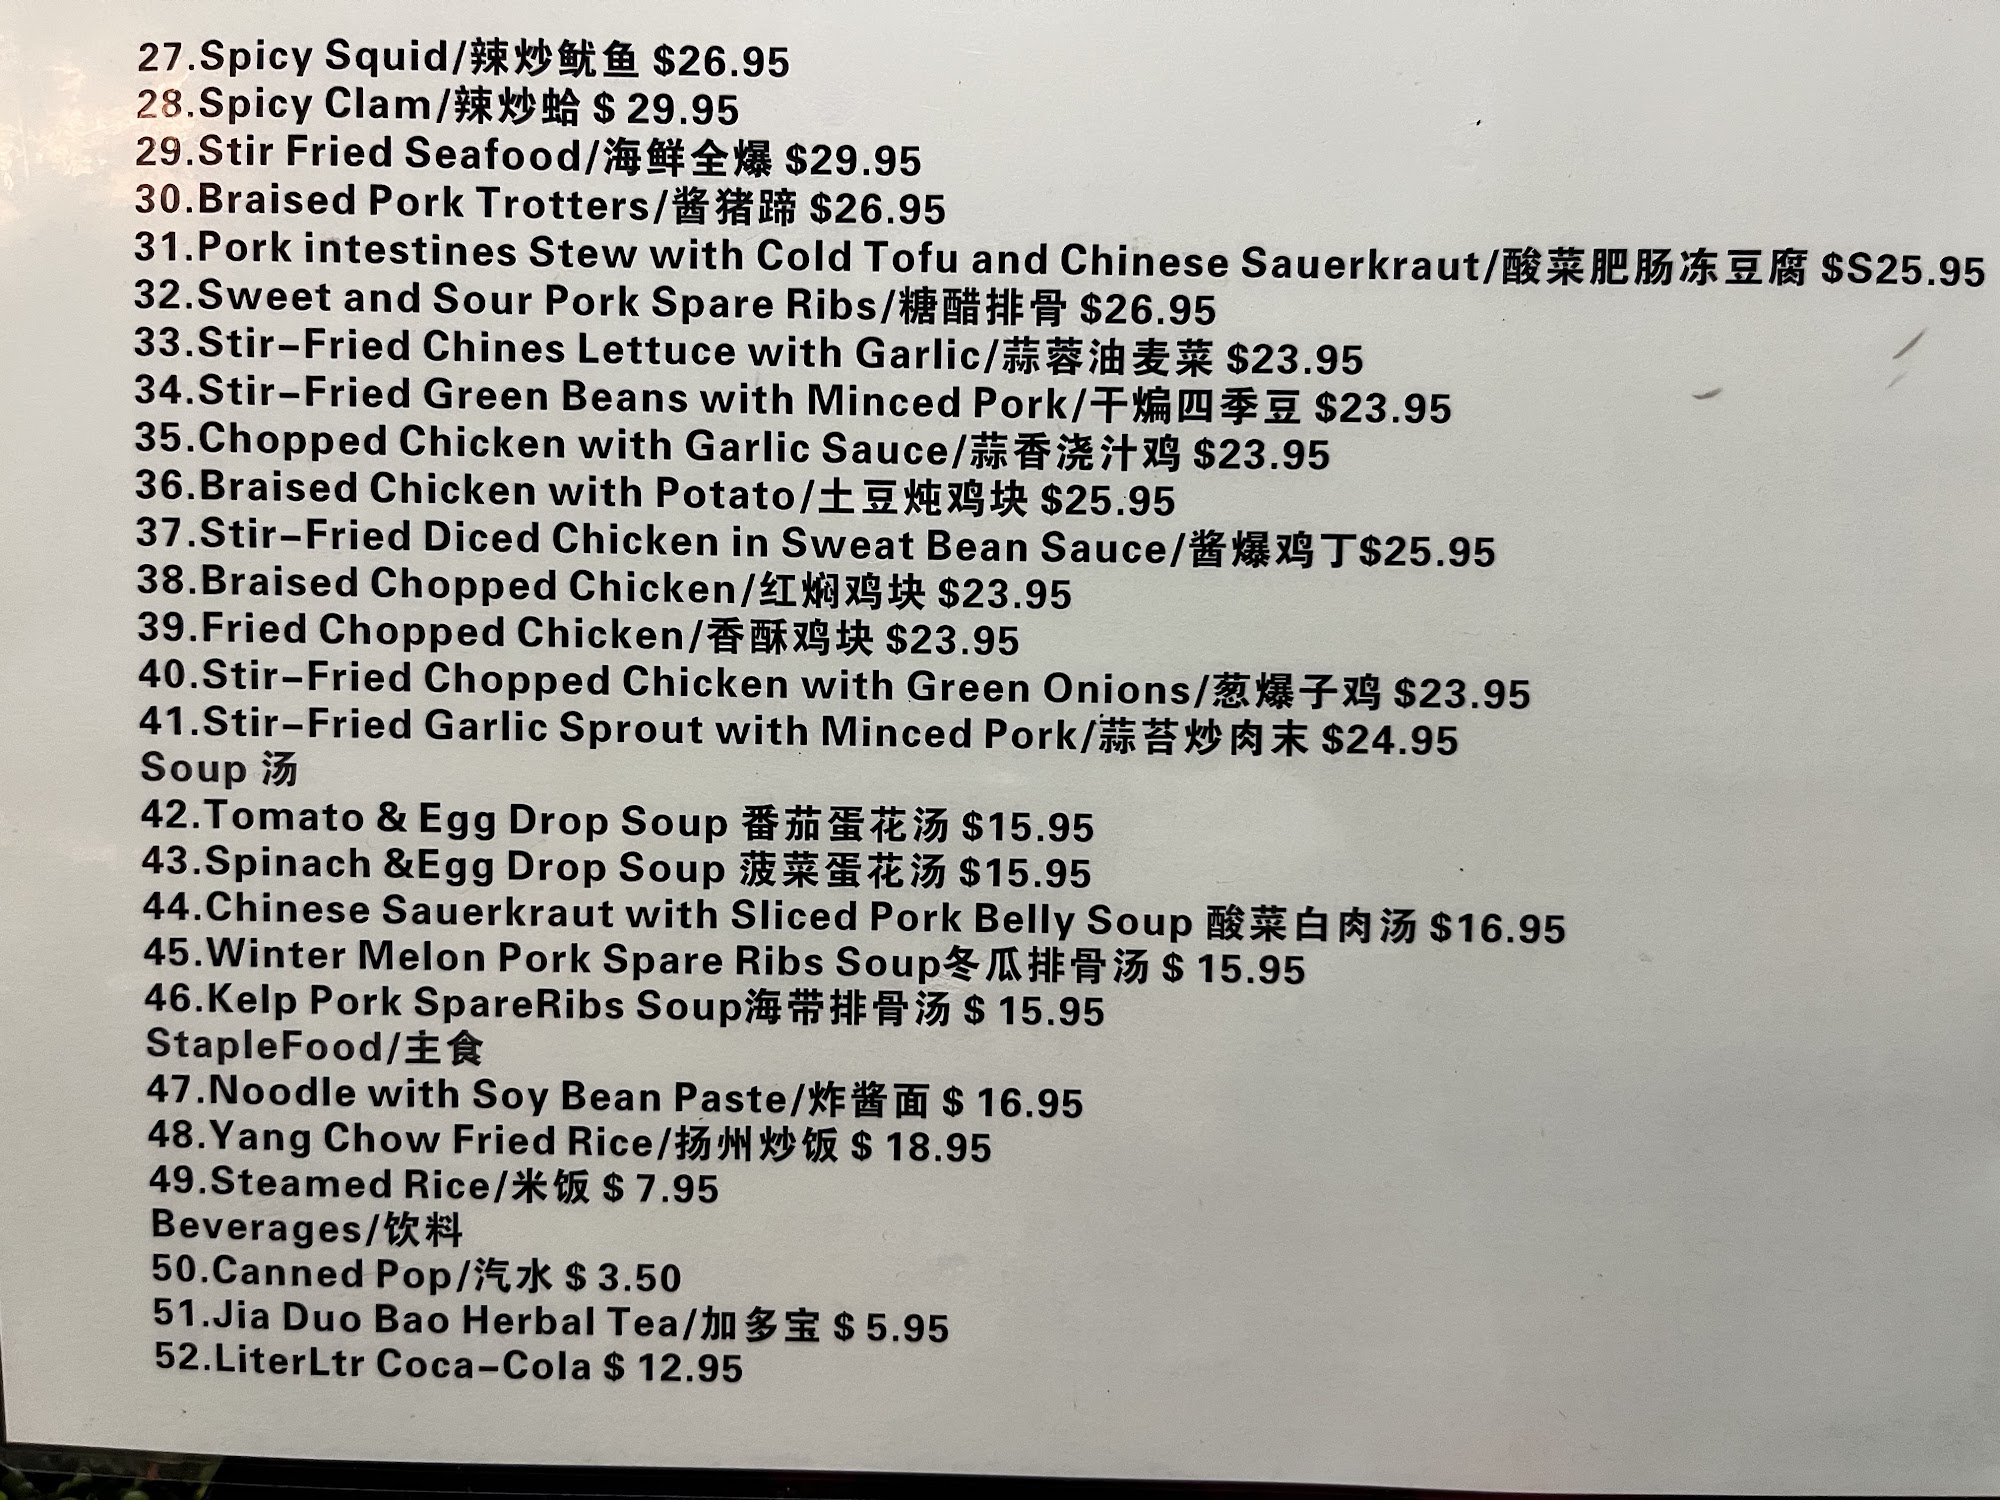 27.Spicy Squid/辣炒鱿鱼 $26.95
28.Spicy Clam/辣炒蛤 $ 29.95
29.Stir Fried Seafood/海鲜全爆 $29.95
30.Braised Pork Trotters/酱猪蹄 $26.95
31.Pork intestines Stew with Cold Tofu and Chinese Sauerkraut/酸菜肥肠冻豆腐 $S25.95
32.Sweet and Sour Pork Spare Ribs/糖醋排骨 $26.95
33.Stir-Fried Chines Lettuce with Garlic/蒜蓉油麦菜 $23.95
34.Stir-Fried Green Beans with Minced Pork/干煸四季豆 $23.95
35.Chopped Chicken with Garlic Sauce/蒜香浇汁鸡 $23.95
36.Braised Chicken with Potato/土豆炖鸡块 $25.95
37.Stir-Fried Diced Chicken in Sweat Bean Sauce/酱爆鸡丁$25.95
38.Braised Chopped Chicken/红焖鸡块 $23.95
39.Fried Chopped Chicken/香酥鸡块 $23.95
40.Stir-Fried Chopped Chicken with Green Onions/葱爆子鸡 $23.95
41.Stir-Fried Garlic Sprout with Minced Pork/蒜苔炒肉末 $24.95
Soup 汤
42.Tomato & Egg Drop Soup 番茄蛋花汤 $15.95
43.Spinach &Egg Drop Soup 菠菜蛋花汤 $15.95
44.Chinese Sauerkraut with Sliced Pork Belly Soup 酸菜白肉汤 $16.95
45.Winter Melon Pork Spare Ribs Soup冬瓜排骨汤 $ 15.95
46.Kelp Pork SpareRibs Soup海带排骨汤 $ 15.95
StapleFood/主食
47.Noodle with Soy Bean Paste/炸酱面 $ 16.95
48.Yang Chow Fried Rice/扬州炒饭 $ 18.95
49.Steamed Rice/米饭 $ 7.95
Beverages/饮料
50.Canned Pop/汽水 $ 3.50
51.Jia Duo Bao Herbal Tea/加多宝 $ 5.95
52.LiterLtr Coca-Cola $ 12.95